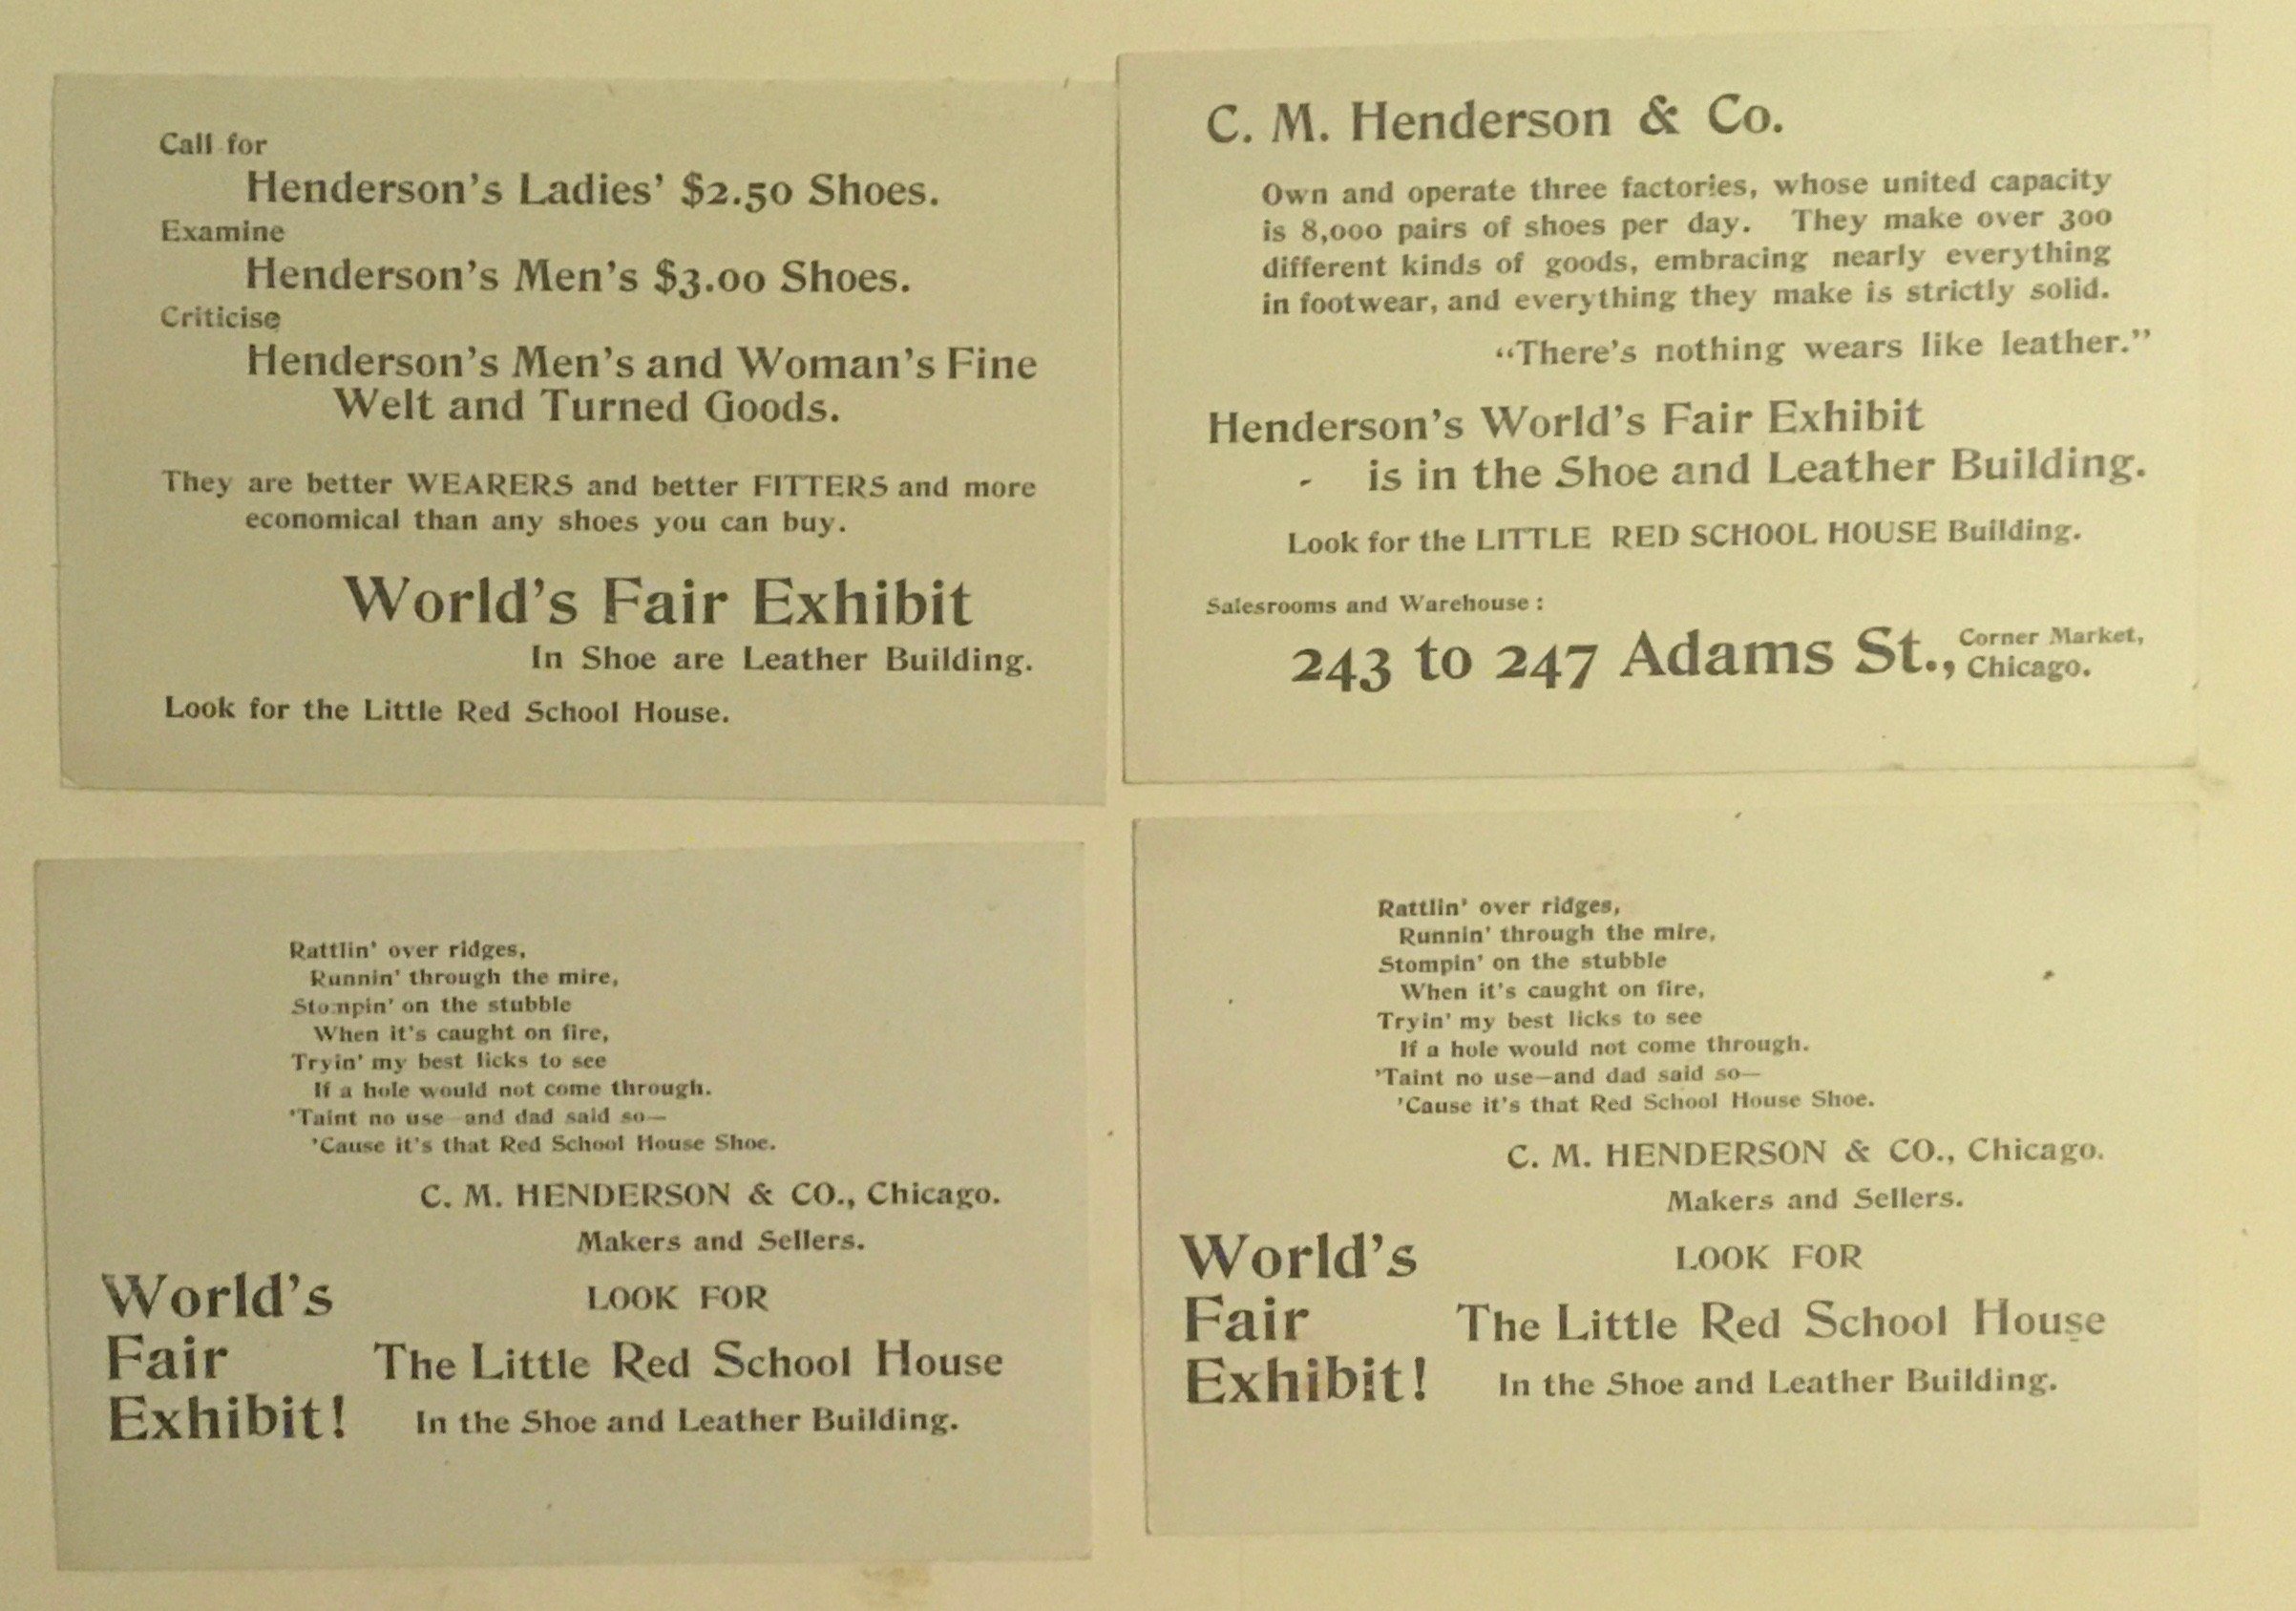 Call for
Henderson's Ladies' $2.50 Shoes.
Examine
Henderson's Men's $3.00 Shoes.
Criticise
Henderson's Men's and Woman's Fine
Welt and Turned Goods.
They are better WEARERS and better FITTERS and more
economical than any shoes you can buy.
World's Fair Exhibit
In Shoe are Leather Building.
Look for the Little Red School House.
C. M. Henderson & Co.
Own and operate three factories, whose united capacity
is 8,000 pairs of shoes per day. They make over 300
different kinds of goods, embracing nearly everything
in footwear, and everything they make is strictly solid.
“There's nothing wears like leather.”
Henderson's World's Fair Exhibit
- is in the Shoe and Leather Building.
Look for the LITTLE RED SCHOOL HOUSE Building.
Salesrooms and Warehouse :
243 to 247 Adams St., Corner Market,
Chicago.
Rattlin' over ridges,
Runnin' through the mire,
Stompin' on the stubble
When it's caught on fire,
Tryin' my best licks to see
If a hole would not come through.
'Taint no use—and dad said so—
'Cause it's that Red School House Shoe.
C. M. HENDERSON & CO., Chicago.
Makers and Sellers.
LOOK FOR
World's
Fair
Exhibit!
The Little Red School House
In the Shoe and Leather Building.
Rattlin' over ridges,
Runnin' through the mire,
Stompin' on the stubble
When it's caught on fire,
Tryin' my best licks to see
If a hole would not come through.
'Taint no use—and dad said so—
'Cause it's that Red School House Shoe.
C. M. HENDERSON & CO., Chicago.
Makers and Sellers.
LOOK FOR
World's
Fair
Exhibit!
The Little Red School House
In the Shoe and Leather Building.